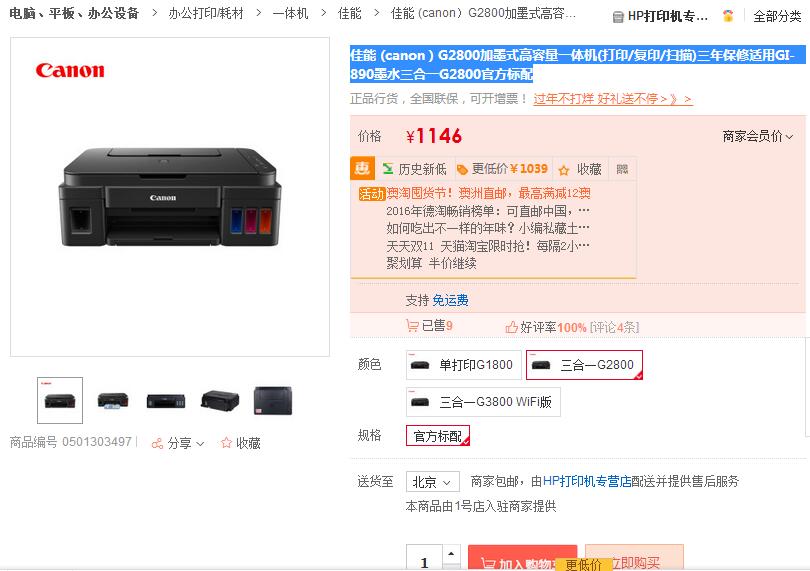 电脑、平板、办公设备 > 办公打印/耗材 > 一体机 > 佳能 > 佳能 (canon）G2800加墨式高容… HP打印机专… 全部分类
Canon
Canon
佳能 (canon ) G2800加墨式高容量一体机(打印/复印/扫描)三年保修适用GI-
890墨水三合一G2800官方标配
正品行货，全国联保，可开增票！ 过年不打烊 好礼送不停> 》 >
价格 ¥1146 商家会员价
惠 历史新低 更低价¥1039 收藏
活动 澳淘囤货节！澳洲直邮，最高满减12澳
2016年德淘畅销榜单：可直邮中国，…
如何吃出不一样的年味？小编私藏土…
天天双11 天猫淘宝限时抢！每隔2小…
聚划算 半价继续
支持 免运费
已售9 好评率100% [评论4条]
颜色 单打印G1800 三合一G2800
三合一G3800 WiFi版
规格 官方标配
商品编号 0501303497 分享 收藏
送货至 北京 商家包邮，由HP打印机专营店配送并提供售后服务
本商品由1号店入驻商家提供
1 加入购物 更低价 立即购买